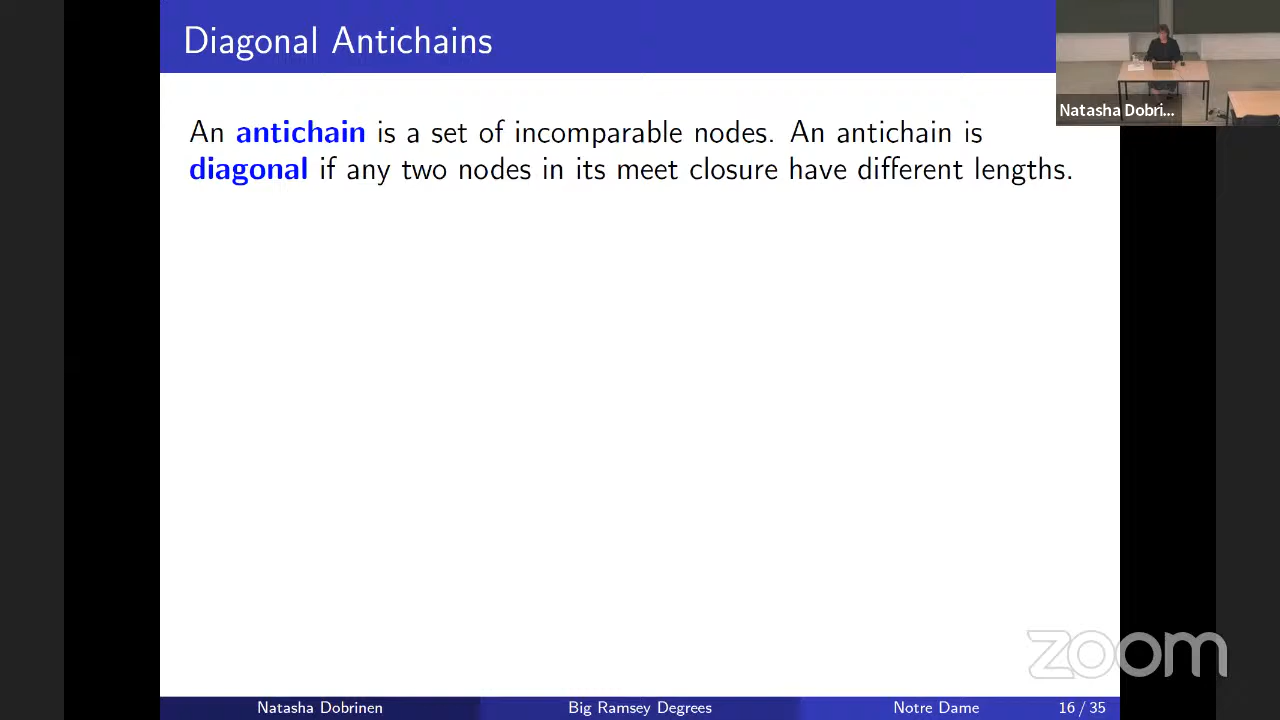 Diagonal Antichains
Natasha Dobri...
An antichain is a set of incomparable nodes. An antichain is
diagonal if any two nodes in its meet closure have different lengths.
zoom
Natasha Dobrinen
Big Ramsey Degrees
Notre Dame
16 / 35